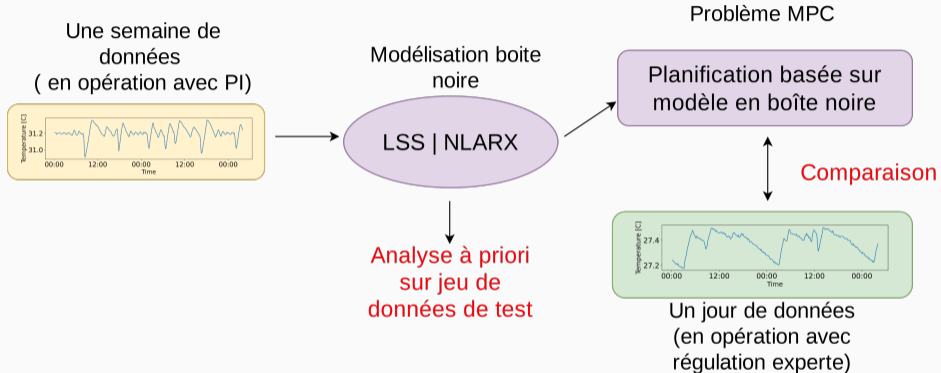 Une semaine de
données
( en opération avec PI)
Temperature [C]
31.2
31.0
00:00 12:00 00:00 12:00 00:00
Time
Modélisation boite
noire
LSS | NLARX
Analyse à priori
sur jeu de
données de test
Problème MPC
Planification basée sur
modèle en boîte noire
Comparaison
Temperature [C]
27.4
27.2
00:00 12:00 00:00 12:00 00:00
Time
Un jour de données
(en opération avec
régulation experte)